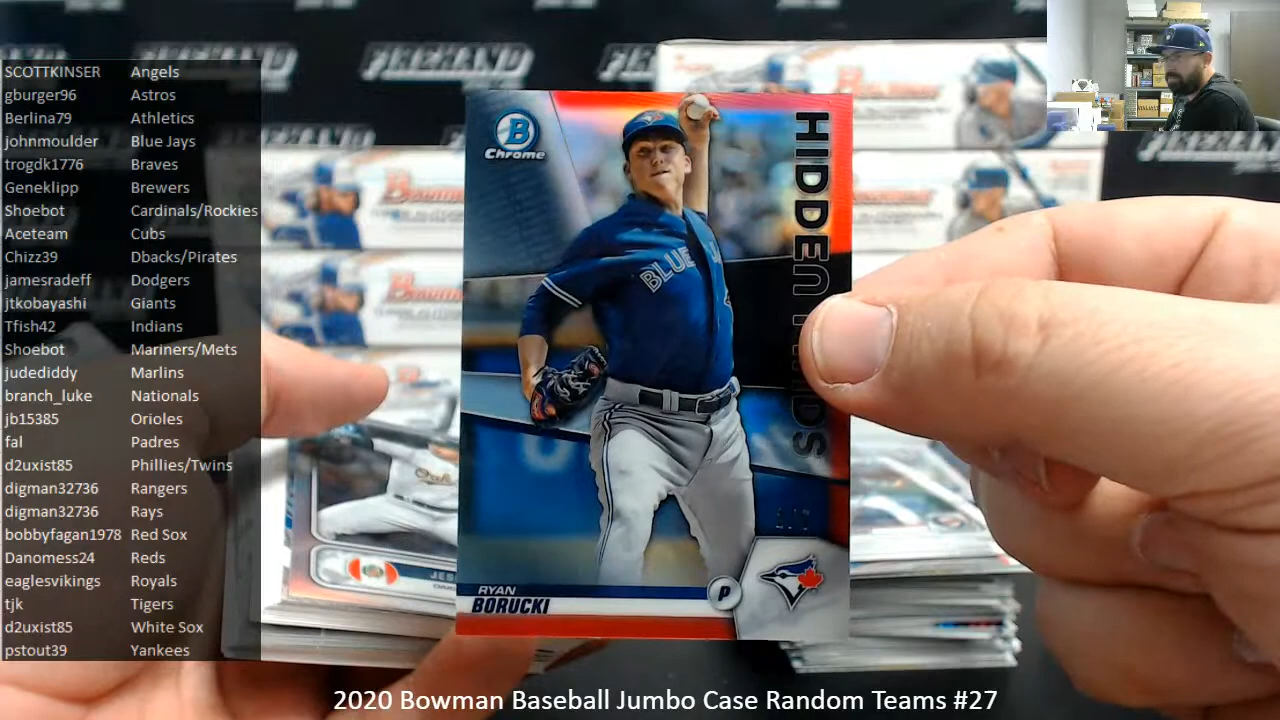 SCOTTKINSER Angels
gburger96 Astros
Berlina79 Athletics
johnmoulder Blue Jays
trogdk1776 Braves
Geneklipp Brewers
Shoebot Cardinals/Rockies
Aceteam Cubs
Chizz39 Dbacks/Pirates
jamesradeff Dodgers
jtkobayashi Giants
Tfish42 Indians
Shoebot Mariners/Mets
judediddy Marlins
branch_luke Nationals
jb15385 Orioles
fal Padres
d2uxist85 Phillies/Twins
digman32736 Rangers
digman32736 Rays
bobbyfagan1978 Red Sox
Danomess24 Reds
eaglesvikings Royals
tjk Tigers
d2uxist85 White Sox
pstout39 Yankees
FIREHAND
B
Chrome
HIDDEN
BLUE
RYAN
BORUCKI
P
JES
2020 Bowman Baseball Jumbo Case Random Teams #27